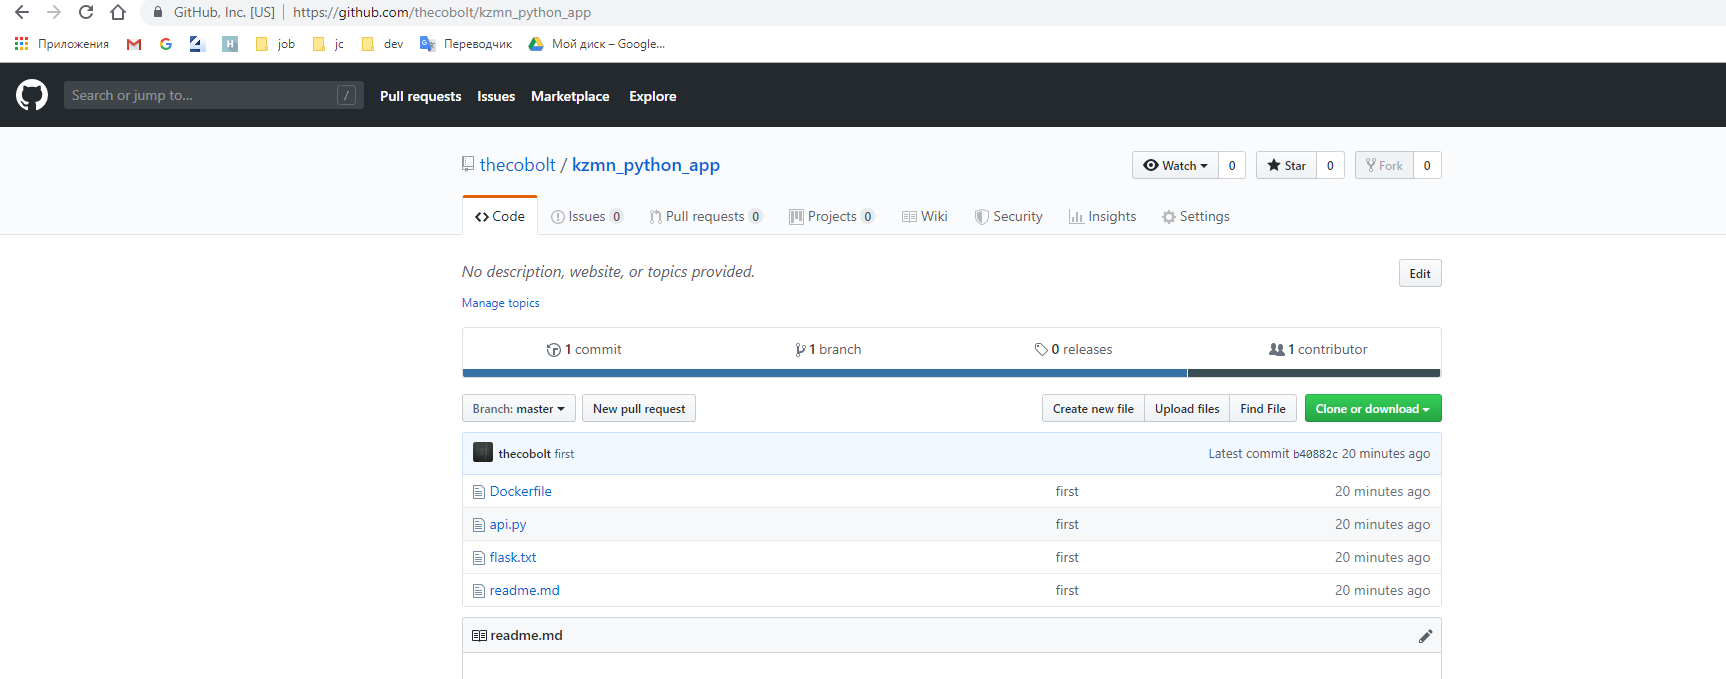 GitHub, Inc. [US] | https://github.com/thecobolt/kzmn_python_app
Приложения job jc dev Переводчик Мой диск – Google...
Search or jump to... / Pull requests Issues Marketplace Explore
thecobolt / kzmn_python_app Watch 0 Star 0 Fork 0
Code Issues 0 Pull requests 0 Projects 0 Wiki Security Insights Settings
No description, website, or topics provided. Edit
Manage topics
1 commit 1 branch 0 releases 1 contributor
Branch: master New pull request Create new file Upload files Find File Clone or download
thecobolt first Latest commit b40882c 20 minutes ago
Dockerfile first 20 minutes ago
api.py first 20 minutes ago
flask.txt first 20 minutes ago
readme.md first 20 minutes ago
readme.md